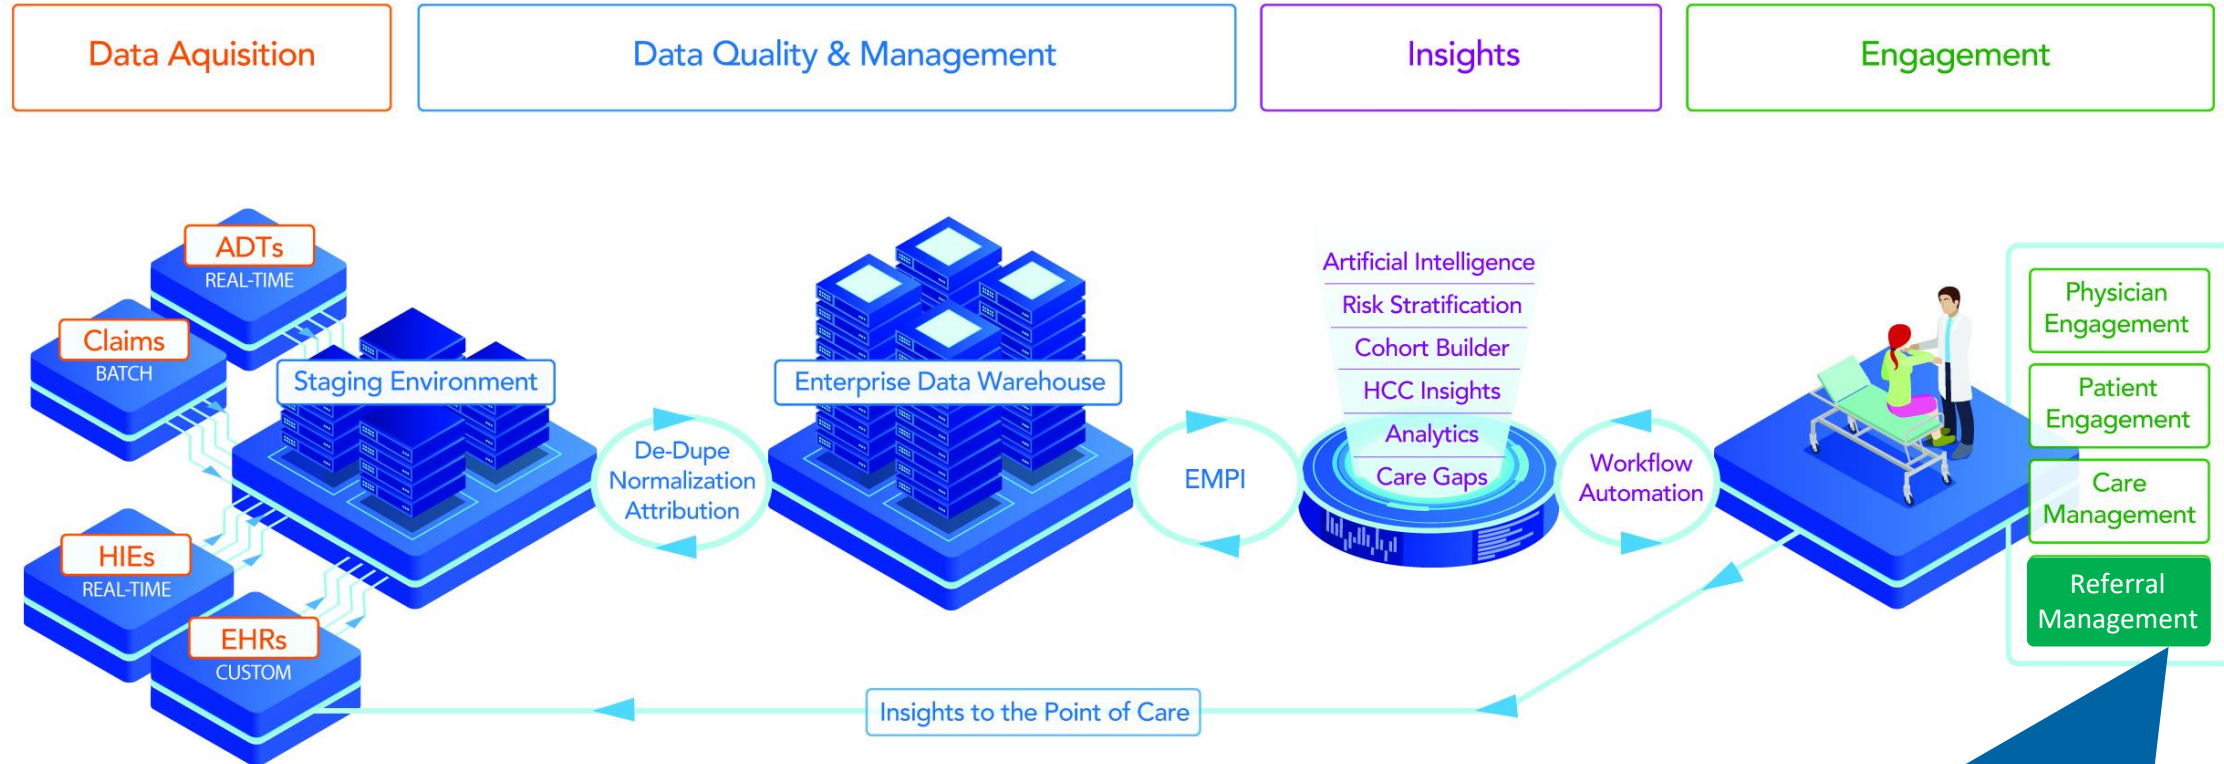 Data Aquisition
Data Quality & Management
Insights
Engagement
ADTs
REAL-TIME
Claims
BATCH
Staging Environment
HIEs
REAL-TIME
EHRs
CUSTOM
De-Dupe
Normalization
Attribution
Enterprise Data Warehouse
EMPI
Artificial Intelligence
Risk Stratification
Cohort Builder
HCC Insights
Analytics
Care Gaps
Workflow
Automation
Physician
Engagement
Patient
Engagement
Care
Management
Referral
Management
Insights to the Point of Care